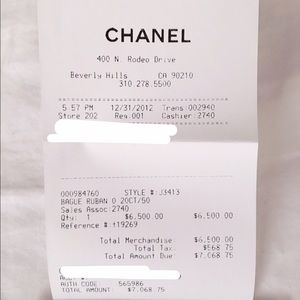 CHANEL
400 N. Rodeo Drive
Beverly Hills CA 90210
310 278 5500
5:57 PM 12/31/2012 Trans:002940
Store 202 Reg.001 Cashier:2740
000984760 STYLE #:J3413
BAGUE RUBAN 0 20C1/50
Sales Assoc:2740
Qty: 1 $6,500.00 $6,500.00
Reference #:t19269
Total Merchandise $6,500.00
Total Tax $568.75
Total Amount Due $7,068.75
AUTH CODE 565986
TOTAL AMOUNT: $7,068.75